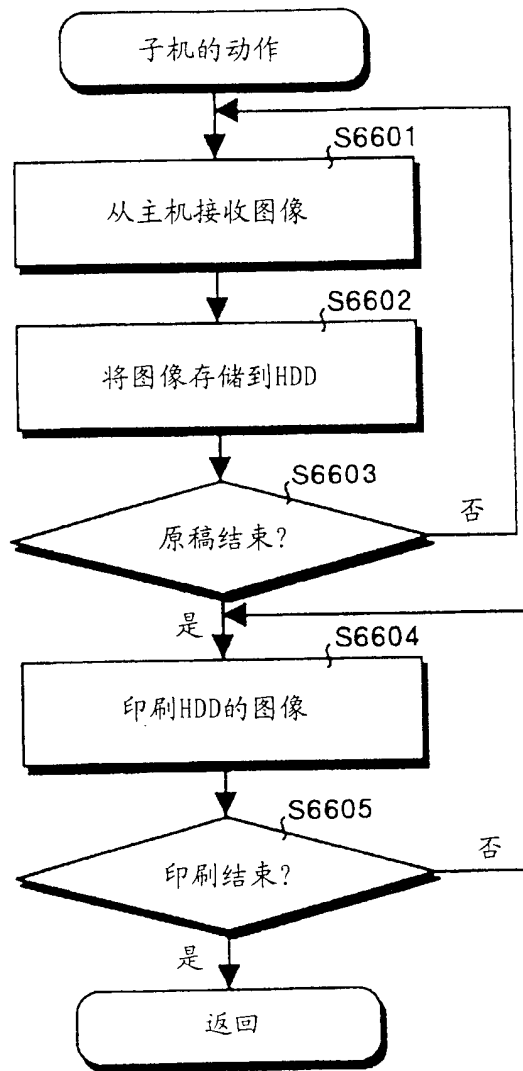 子机的动作
S6601
从主机接收图像
S6602
将图像存储到HDD
S6603
原稿结束?
否
是
S6604
印刷HDD的图像
S6605
印刷结束?
否
是
返回